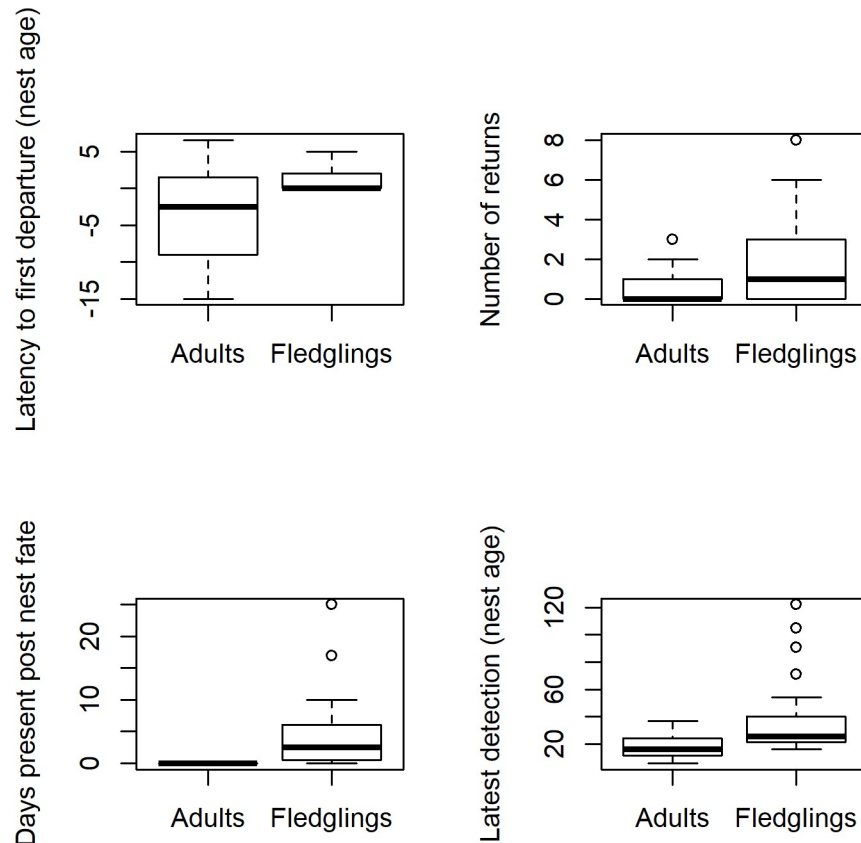 Latency to first departure (nest age)
5
-5
-15
Adults Fledglings
Number of returns
8
6
4
2
0
Adults Fledglings
Days present post nest fate
20
10
0
Adults Fledglings
Latest detection (nest age)
120
60
20
Adults Fledglings